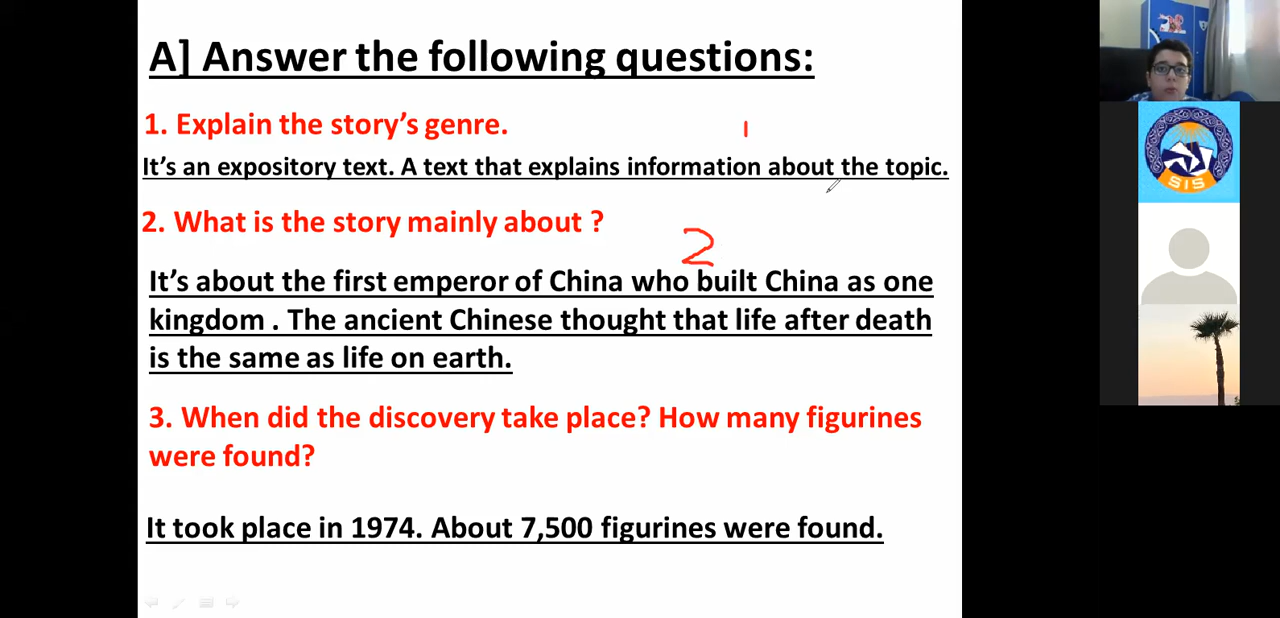 A] Answer the following questions:
1. Explain the story's genre.
1
It's an expository text. A text that explains information about the topic.
2. What is the story mainly about ?
2
It's about the first emperor of China who built China as one
kingdom . The ancient Chinese thought that life after death
is the same as life on earth.
3. When did the discovery take place? How many figurines
were found?
It took place in 1974. About 7,500 figurines were found.
SIS